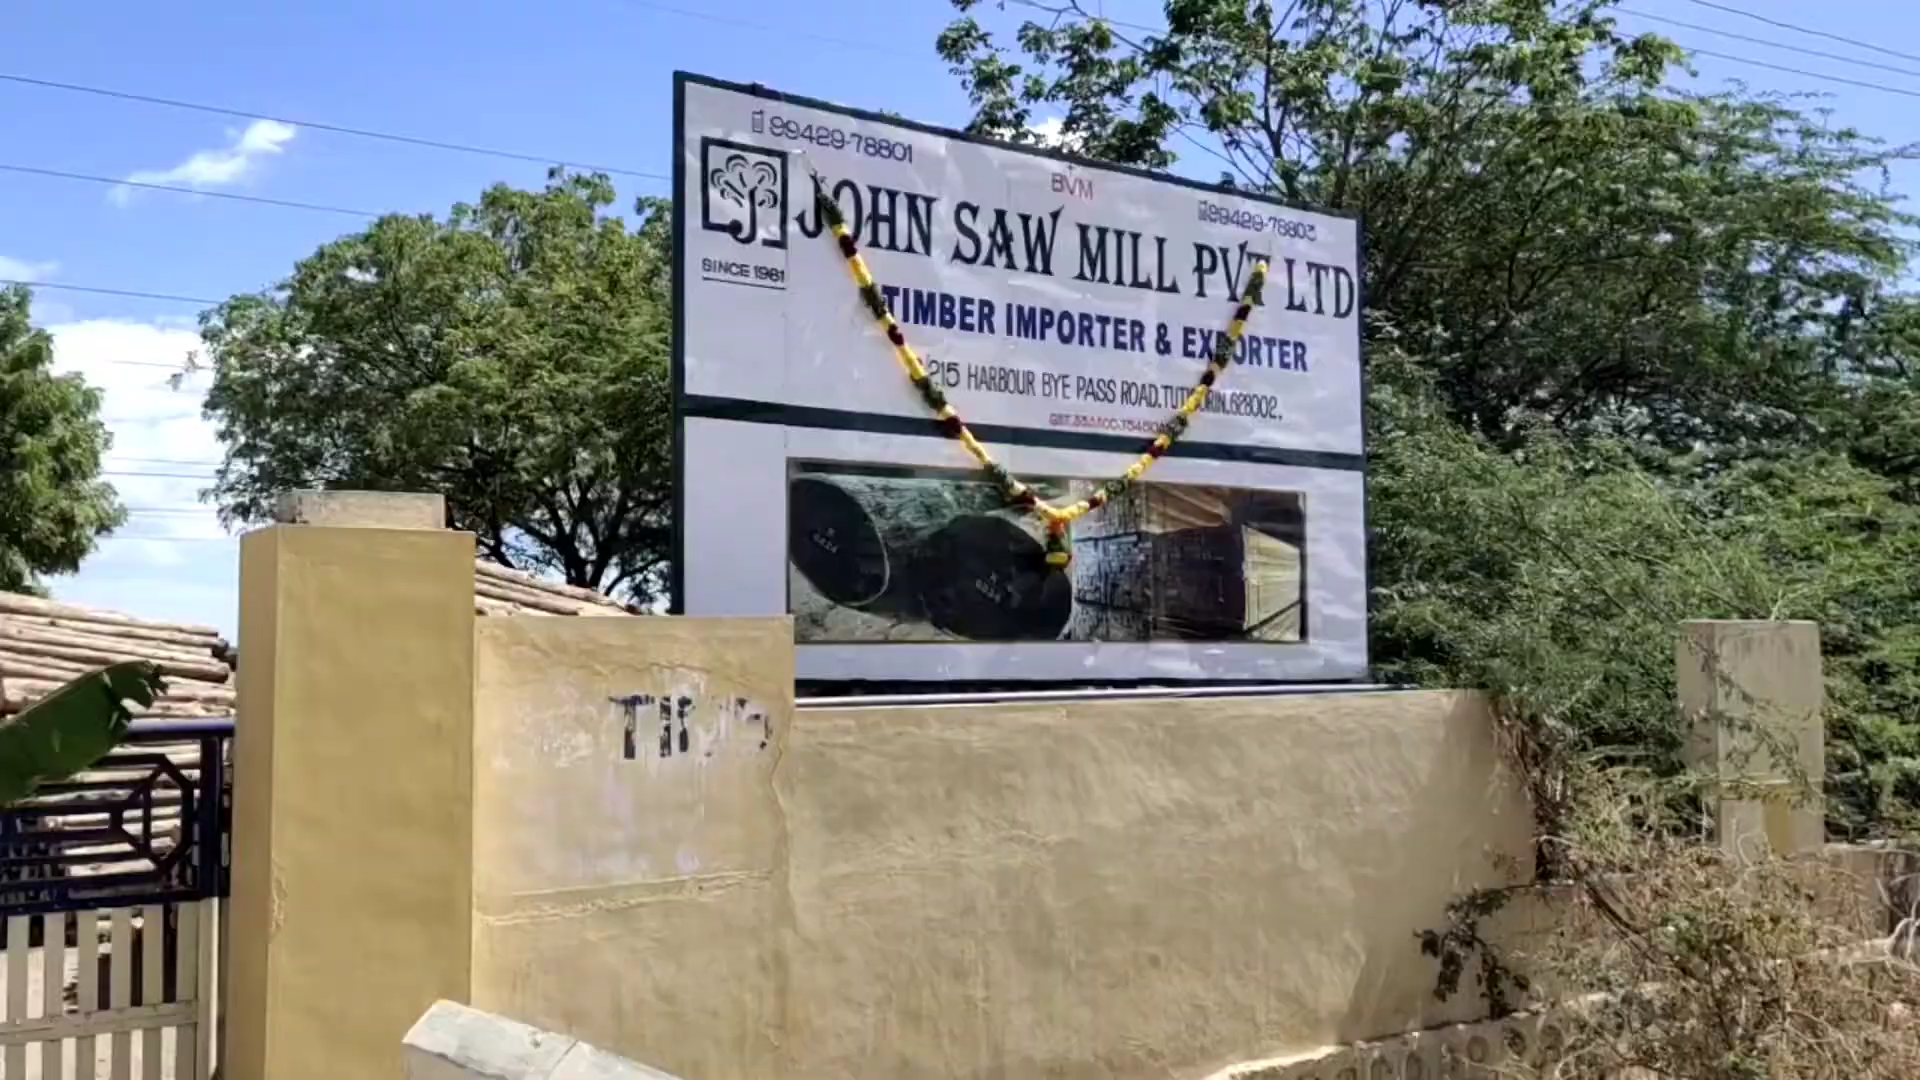 99429-78801
BVM
99429-78803
JOHN SAW MILL PVT LTD
SINCE 1981
TIMBER IMPORTER & EXPORTER
215 HARBOUR BYE PASS ROAD,TUTICORIN.628002.